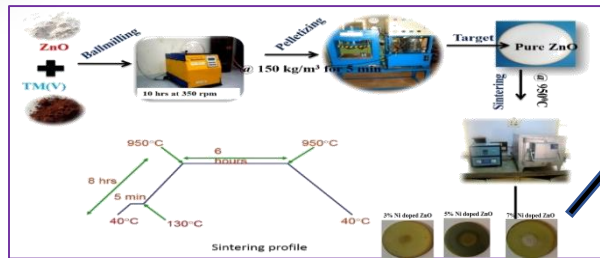 ZnO
TM(V)
Ballmilling
10 hrs at 350 rpm
Pelletizing
@ 150 kg/m³ for 5 min
Target
Pure ZnO
Sintering
@ 950°C
950°C
6
hours
950°C
8 hrs
5 min
40°C
130°C
40°C
Sintering profile
3% Ni doped ZnO
5% Ni doped ZnO
7% Ni doped ZnO